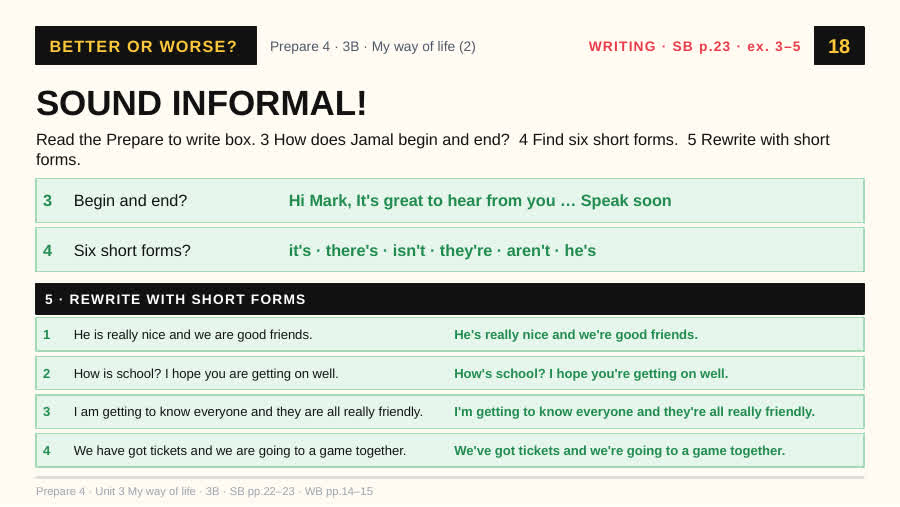 BETTER OR WORSE?
Prepare 4 · 3B · My way of life (2)
WRITING · SB p.23 · ex. 3–5
18
SOUND INFORMAL!
Read the Prepare to write box. 3 How does Jamal begin and end?  4 Find six short forms.  5 Rewrite with short
forms.
3 Begin and end? Hi Mark, It's great to hear from you … Speak soon
4 Six short forms? it's · there's · isn't · they're · aren't · he's
5 · REWRITE WITH SHORT FORMS
1 He is really nice and we are good friends. He's really nice and we're good friends.
2 How is school? I hope you are getting on well. How's school? I hope you're getting on well.
3 I am getting to know everyone and they are all really friendly. I'm getting to know everyone and they're all really friendly.
4 We have got tickets and we are going to a game together. We've got tickets and we're going to a game together.
Prepare 4 · Unit 3 My way of life · 3B · SB pp.22–23 · WB pp.14–15